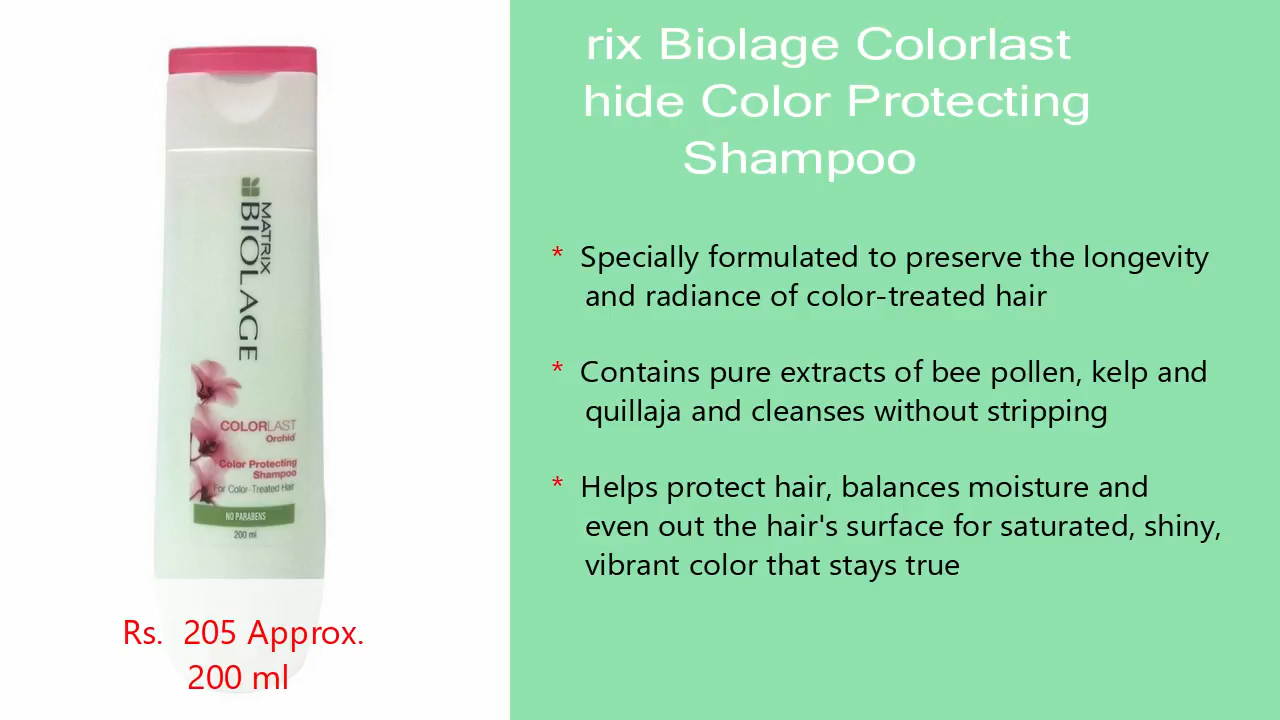 rix Biolage Colorlast
hide Color Protecting
Shampoo
* Specially formulated to preserve the longevity
and radiance of color-treated hair
* Contains pure extracts of bee pollen, kelp and
quillaja and cleanses without stripping
* Helps protect hair, balances moisture and
even out the hair's surface for saturated, shiny,
vibrant color that stays true
MATRIX
BIOLAGE
COLORLAST
Orchid
Color Protecting
Shampoo
For Color-Treated Hair
NO PARABENS
200 ml
Rs. 205 Approx.
200 ml